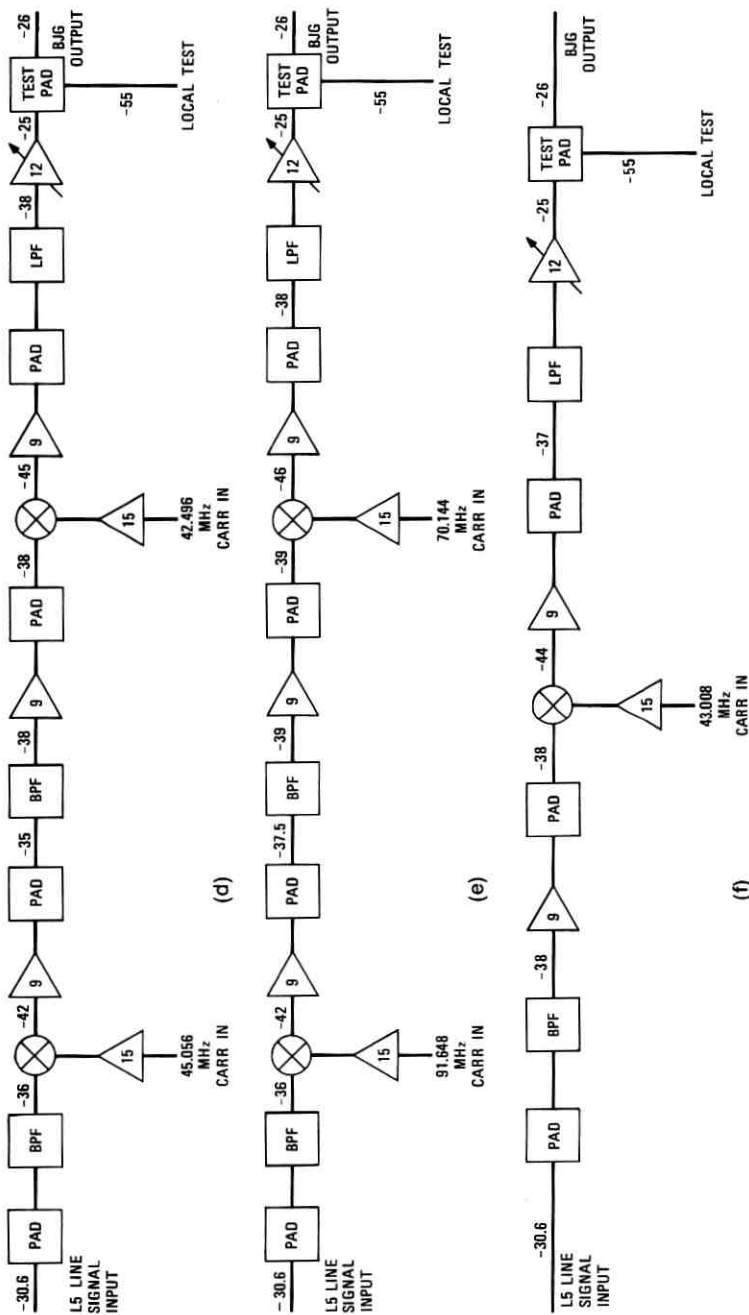 -30.6
L5 LINE
SIGNAL
INPUT
PAD
BPF
-36
15
45.056
MHz
CARR IN
-42
9
PAD
-35
BPF
-38
9
PAD
-38
15
42.496
MHz
CARR IN
-45
9
PAD
LPF
-38
12
-25
TEST
PAD
-26
BJG
OUTPUT
-55
LOCAL TEST
(d)
-30.6
L5 LINE
SIGNAL
INPUT
PAD
BPF
-36
15
91.648
MHz
CARR IN
-42
9
PAD
-37.5
BPF
-39
9
PAD
-39
15
70.144
MHz
CARR IN
-46
9
PAD
-38
LPF
12
-25
TEST
PAD
-26
BJG
OUTPUT
-55
LOCAL TEST
(e)
-30.6
L5 LINE
SIGNAL
INPUT
PAD
BPF
-38
9
PAD
-38
15
43.008
MHz
CARR IN
-44
9
PAD
-37
LPF
12
-25
TEST
PAD
-26
BJG
OUTPUT
-55
LOCAL TEST
(f)